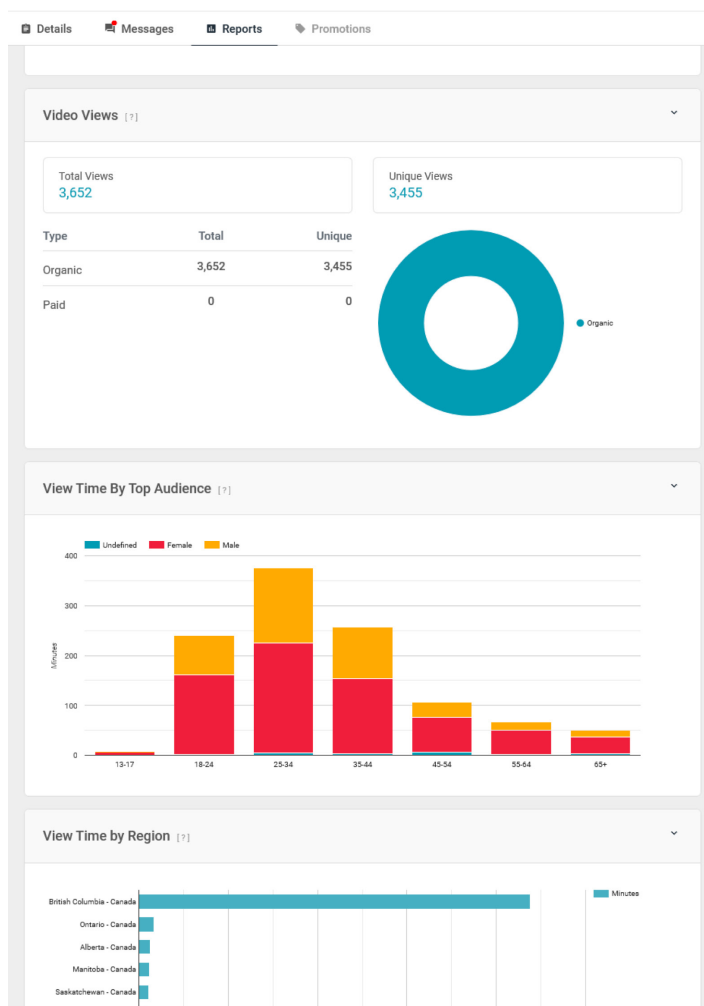 Details Messages Reports Promotions
Video Views [?]
Total Views
3,652
Unique Views
3,455
Type Total Unique
Organic 3,652 3,455
Paid 0 0
Organic
View Time By Top Audience [?]
Undefined Female Male
400
300
200
100
0
Minutes
13-17 18-24 25-34 35-44 45-54 55-64 65+
View Time by Region [?]
Minutes
British Columbia - Canada
Ontario - Canada
Alberta - Canada
Manitoba - Canada
Saskatchewan - Canada